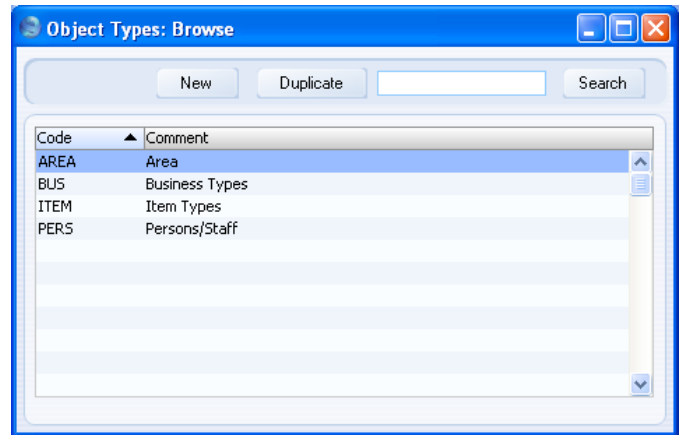 Object Types: Browse
New Duplicate Search
Code Comment
AREA Area
BUS Business Types
ITEM Item Types
PERS Persons/Staff